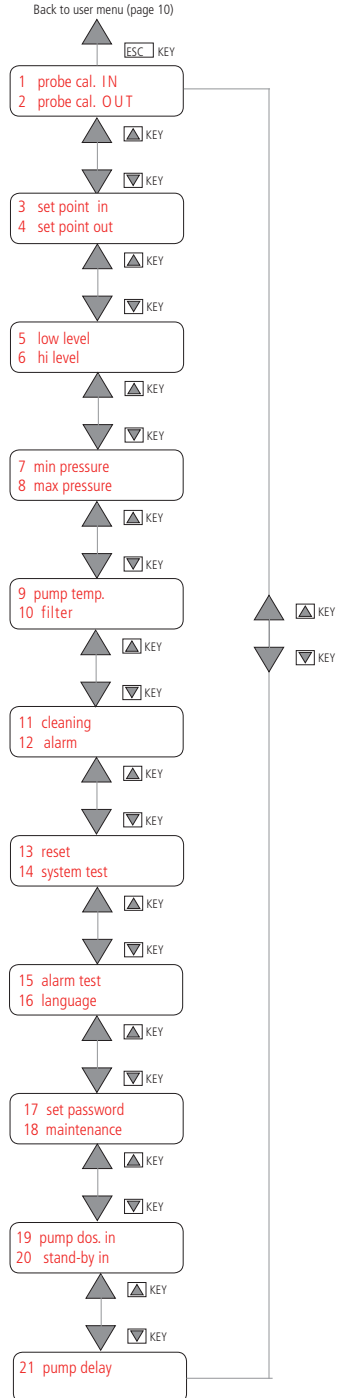 Back to user menu (page 10)
ESC KEY
1 probe cal. IN
2 probe cal. OUT
KEY
KEY
3 set point in
4 set point out
KEY
KEY
5 low level
6 hi level
KEY
KEY
7 min pressure
8 max pressure
KEY
KEY
9 pump temp.
10 filter
KEY
KEY
KEY
KEY
11 cleaning
12 alarm
KEY
KEY
13 reset
14 system test
KEY
KEY
15 alarm test
16 language
KEY
KEY
17 set password
18 maintenance
KEY
KEY
19 pump dos. in
20 stand-by in
KEY
KEY
21 pump delay